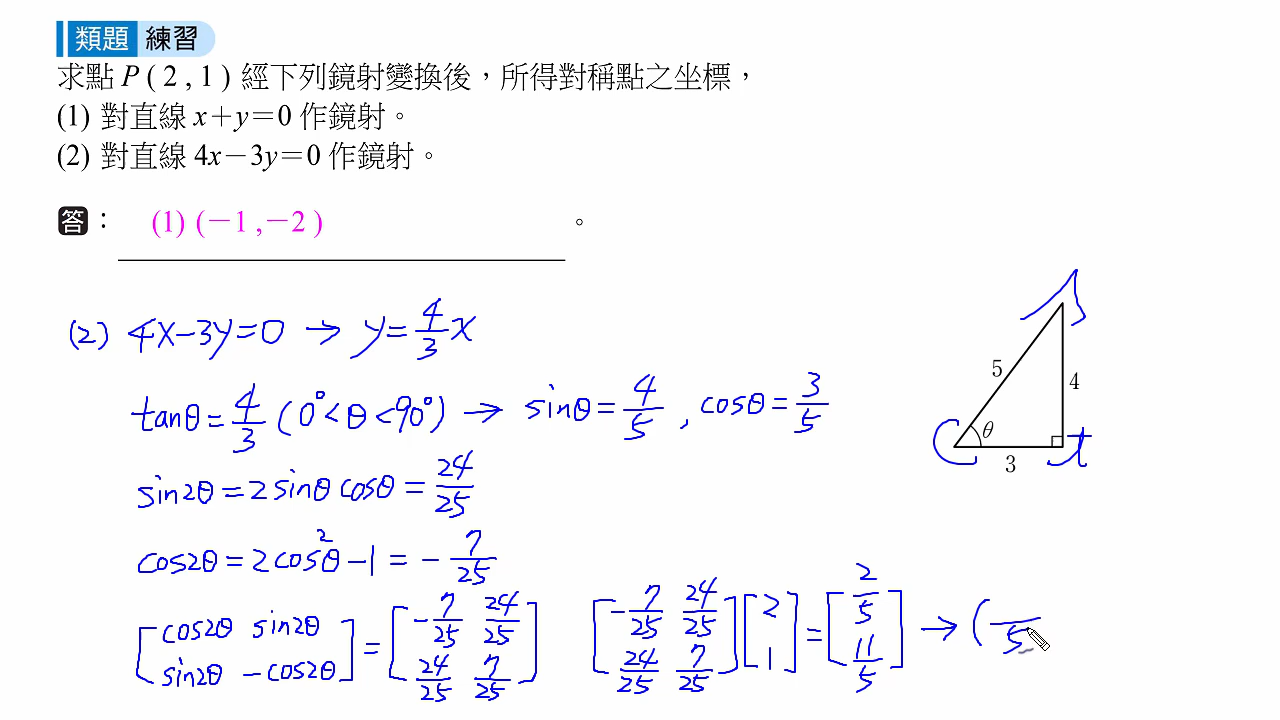 類題 練習
求點 P ( 2 , 1 ) 經下列鏡射變換後，所得對稱點之坐標，
(1) 對直線 x＋y＝0 作鏡射。
(2) 對直線 4x－3y＝0 作鏡射。
答： (1) (－1 ,－2 ) 。
(2) 4x-3y=0 → y=4/3 x
tanθ=4/3 (0°<θ<90°) → sinθ=4/5 , cosθ=3/5
5 4 θ 3
sin2θ=2sinθcosθ=24/25
cos2θ=2cos²θ-1=-7/25
[cos2θ sin2θ; sin2θ -cos2θ]=[-7/25 24/25; 24/25 7/25] [-7/25 24/25; 24/25 7/25][2; 1]=[2/5; 11/5] → ( /5